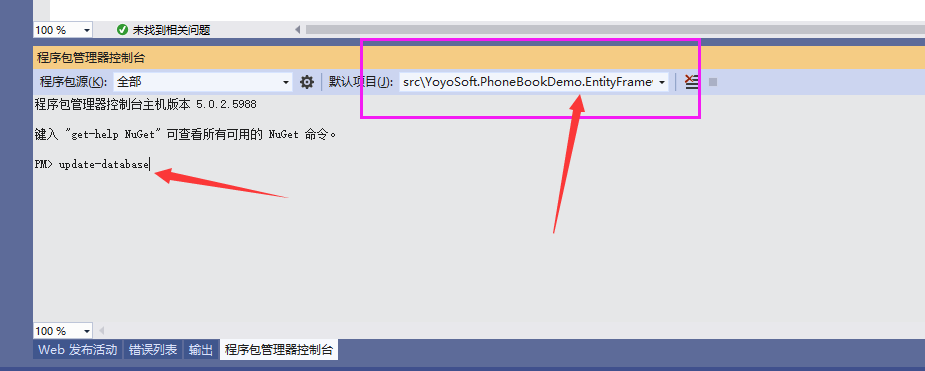 100 %
未找到相关问题
程序包管理器控制台
程序包源(K): 全部 默认项目(J): src\YoyoSoft.PhoneBookDemo.EntityFrame
程序包管理器控制台主机版本 5.0.2.5988
键入 "get-help NuGet" 可查看所有可用的 NuGet 命令。
PM> update-database
100 %
Web 发布活动 错误列表 输出 程序包管理器控制台